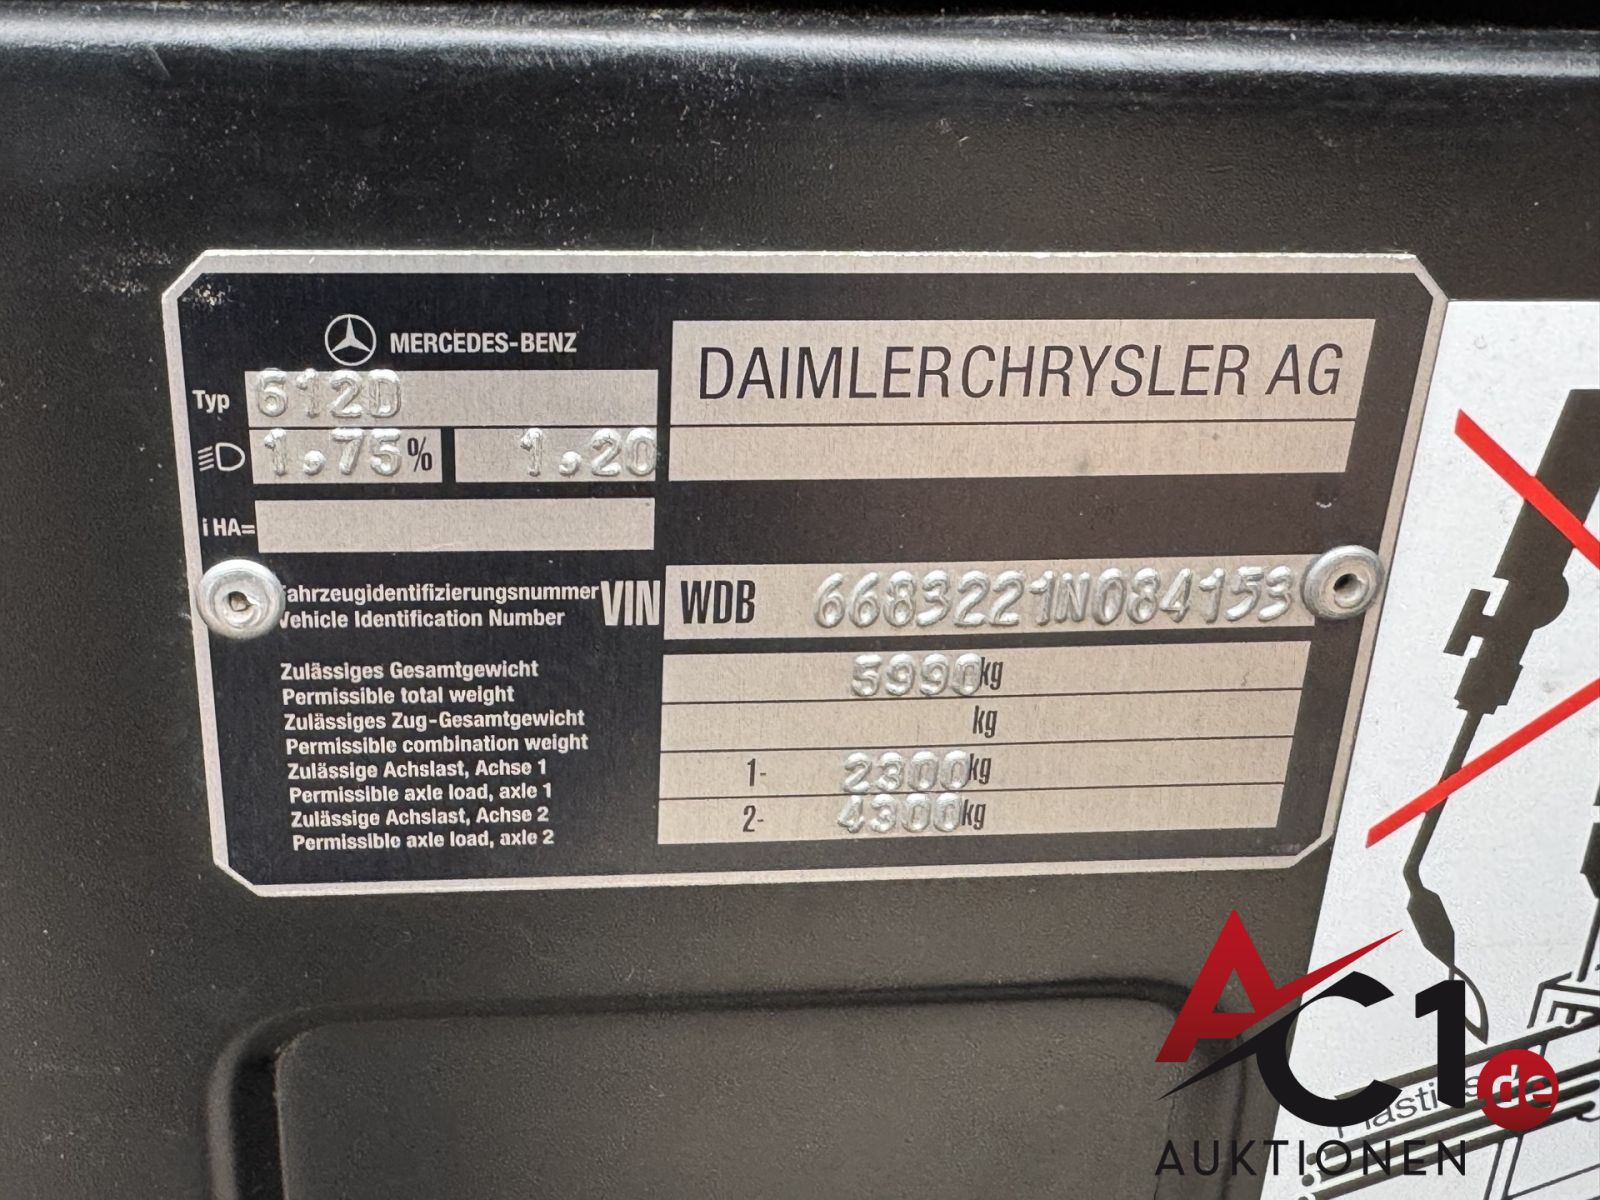 MERCEDES-BENZ
DAIMLERCHRYSLER AG
Typ 612D
1,75% 1,20
i HA=
Fahrzeugidentifizierungsnummer
Vehicle Identification Number
VIN WDB 6683221N084153
Zulässiges Gesamtgewicht
Permissible total weight
5990kg
Zulässiges Zug-Gesamtgewicht
Permissible combination weight
kg
Zulässige Achslast, Achse 1
Permissible axle load, axle 1
1- 2300kg
Zulässige Achslast, Achse 2
Permissible axle load, axle 2
2- 4300kg
AC1.de
AUKTIONEN